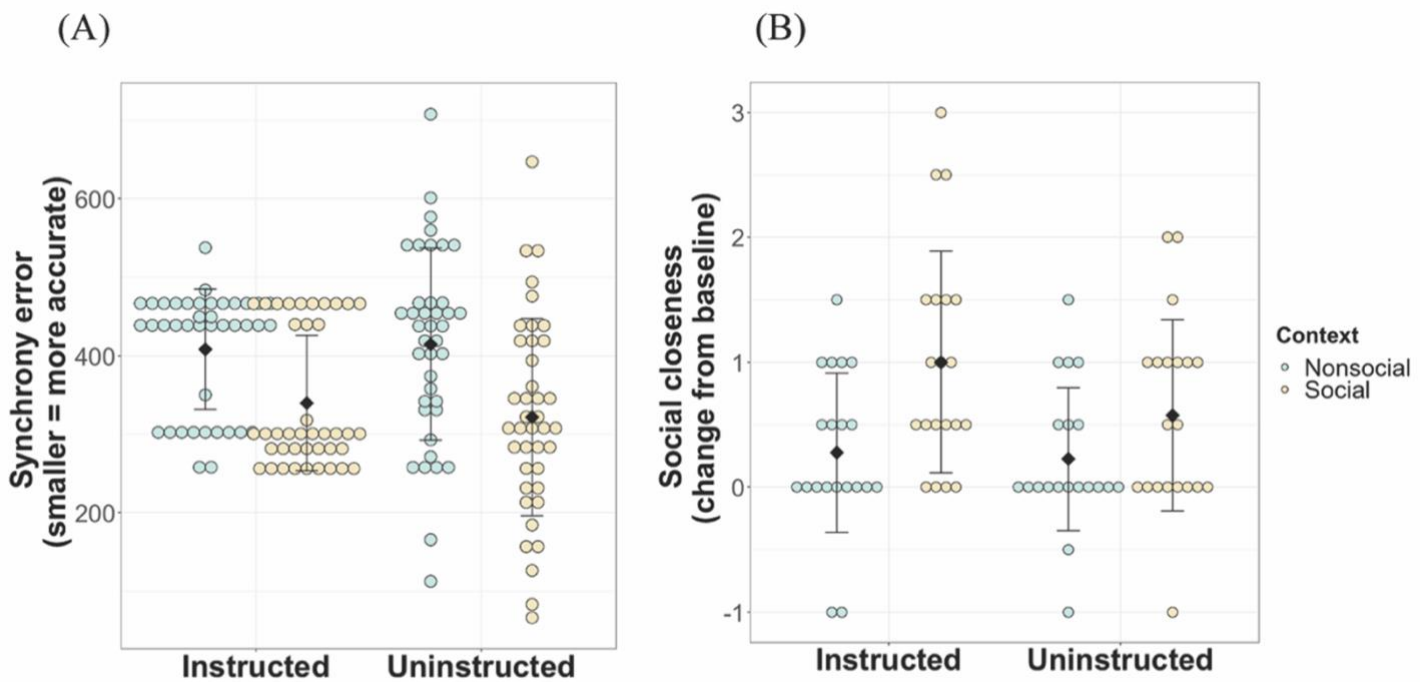 (A)
Synchrony error
(smaller = more accurate)
600
400
200
Instructed
Uninstructed
(B)
Social closeness
(change from baseline)
3
2
1
0
-1
Instructed
Uninstructed
Context
Nonsocial
Social